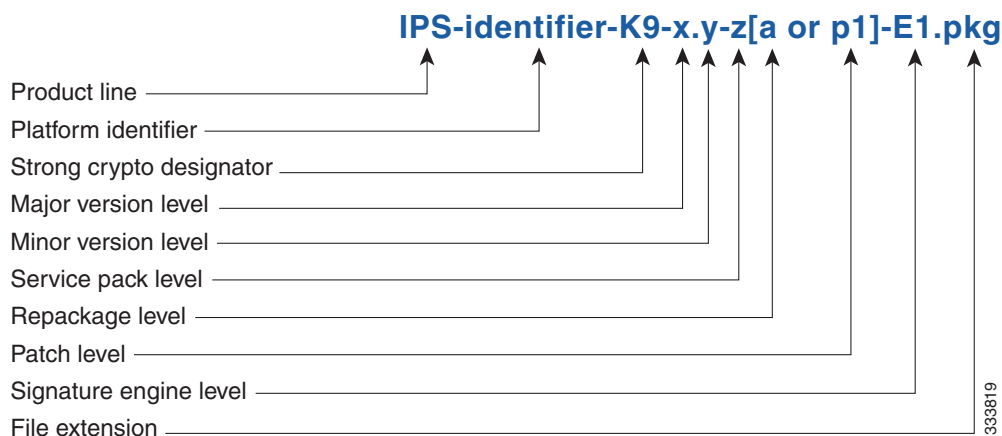 IPS-identifier-K9-x.y-z[a or p1]-E1.pkg
Product line
Platform identifier
Strong crypto designator
Major version level
Minor version level
Service pack level
Repackage level
Patch level
Signature engine level
File extension
333819